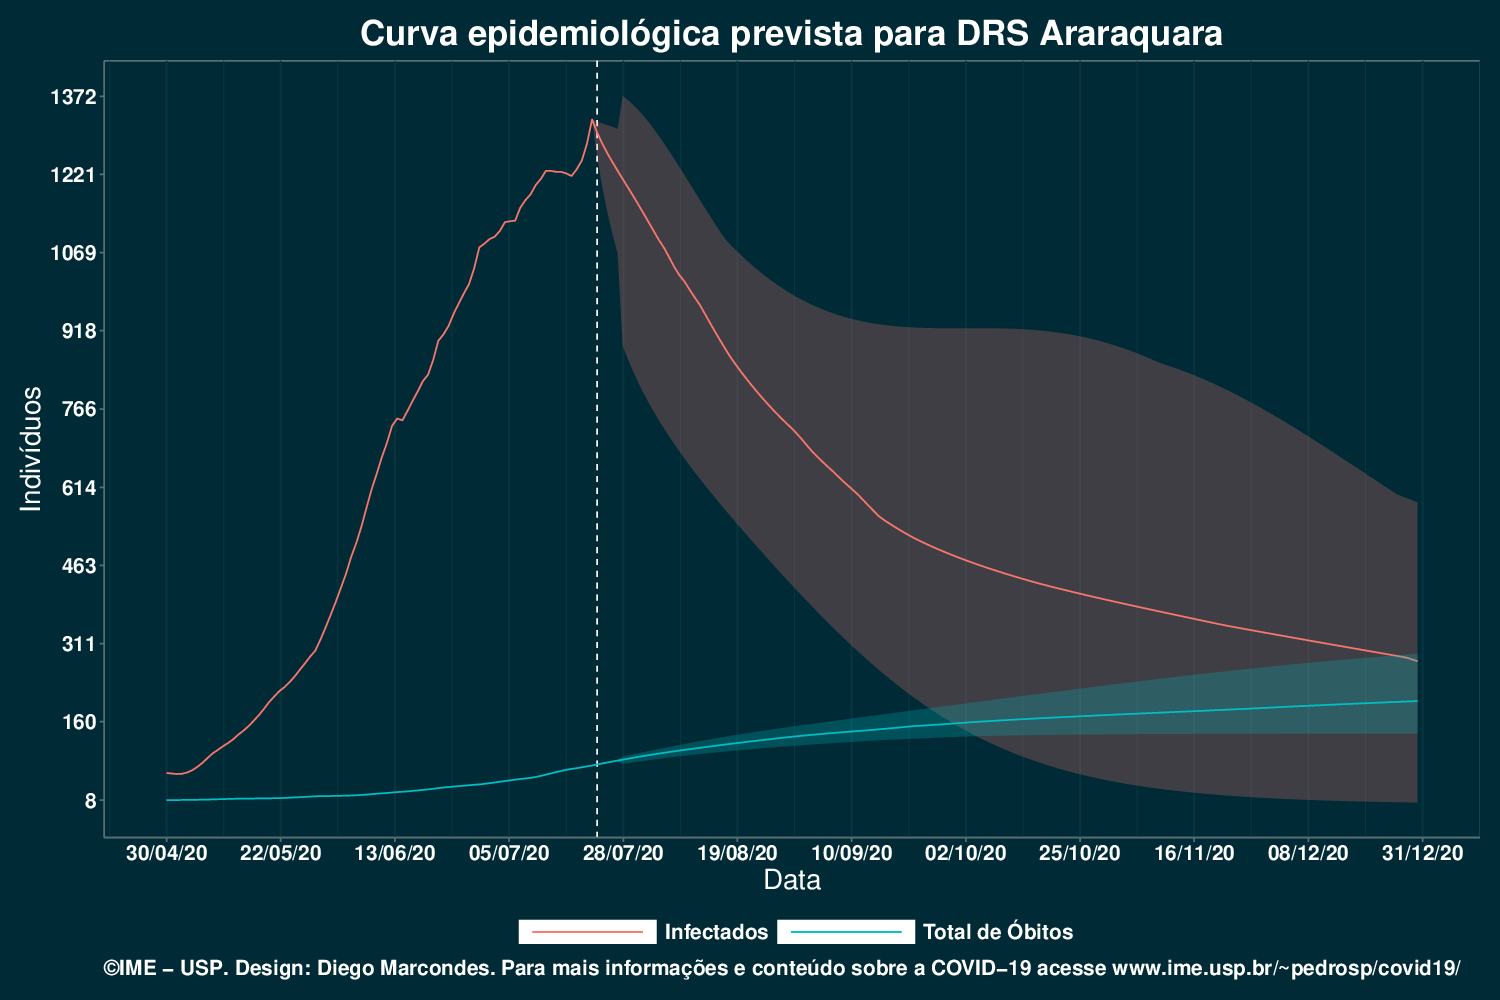 Curva epidemiológica prevista para DRS Araraquara
1372
1221
1069
918
766
614
463
311
160
8
Indivíduos
30/04/20 22/05/20 13/06/20 05/07/20 28/07/20 19/08/20 10/09/20 02/10/20 25/10/20 16/11/20 08/12/20 31/12/20
Data
Infectados Total de Óbitos
©IME − USP. Design: Diego Marcondes. Para mais informações e conteúdo sobre a COVID−19 acesse www.ime.usp.br/~pedrosp/covid19/